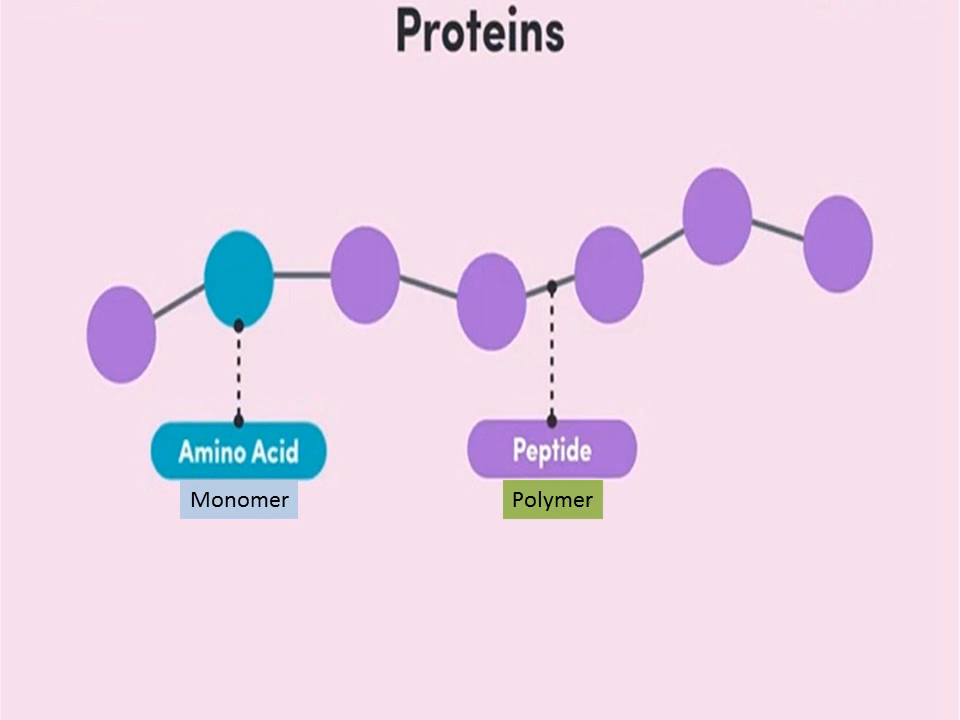 Proteins
Amino Acid
Peptide
Monomer
Polymer